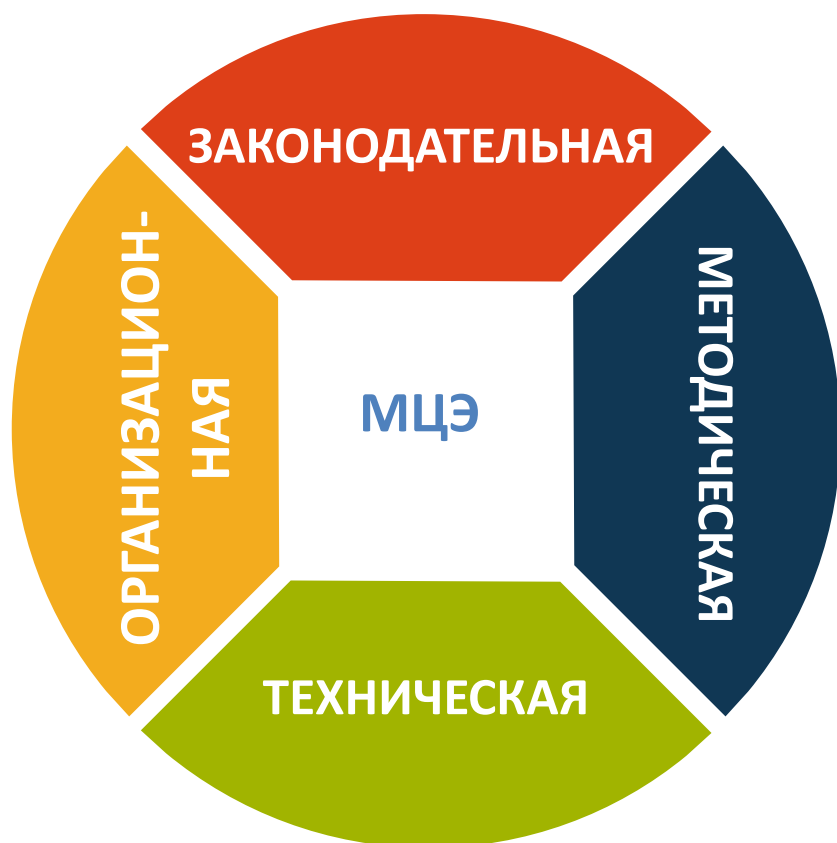 ЗАКОНОДАТЕЛЬНАЯ
ОРГАНИЗАЦИОН-
НАЯ
МЦЭ
МЕТОДИЧЕСКАЯ
ТЕХНИЧЕСКАЯ